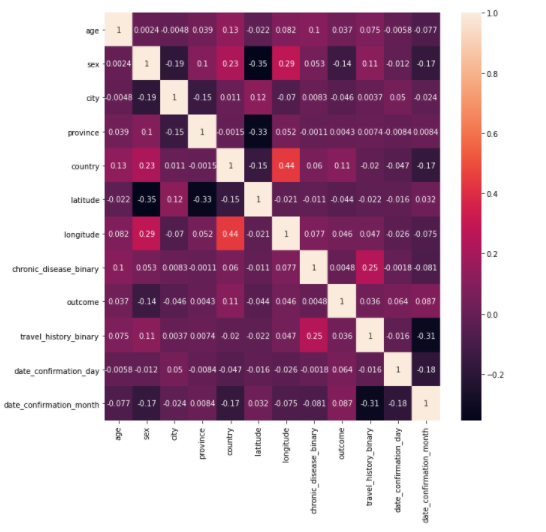 age 1 0.0024 -0.0048 0.039 0.13 -0.022 0.082 0.1 0.037 0.075 -0.0058 -0.077
sex 0.0024 1 -0.19 0.1 0.23 -0.35 0.29 0.053 -0.14 0.11 -0.012 -0.17
city -0.0048 -0.19 1 -0.15 0.011 0.12 -0.07 0.0083 -0.046 0.0037 0.05 -0.024
province 0.039 0.1 -0.15 1 -0.0015 -0.33 0.052 -0.0011 0.0043 0.0074 -0.0084 0.0084
country 0.13 0.23 0.011 -0.0015 1 -0.15 0.44 0.06 0.11 -0.02 -0.047 -0.17
latitude -0.022 -0.35 0.12 -0.33 -0.15 1 -0.021 -0.011 -0.044 -0.022 -0.016 0.032
longitude 0.082 0.29 -0.07 0.052 0.44 -0.021 1 0.077 0.046 0.047 -0.026 -0.075
chronic_disease_binary 0.1 0.053 0.0083 -0.0011 0.06 -0.011 0.077 1 0.0048 0.25 -0.0018 -0.081
outcome 0.037 -0.14 -0.046 0.0043 0.11 -0.044 0.046 0.0048 1 0.036 0.064 0.087
travel_history_binary 0.075 0.11 0.0037 0.0074 -0.02 -0.022 0.047 0.25 0.036 1 -0.016 -0.31
date_confirmation_day -0.0058 -0.012 0.05 -0.0084 -0.047 -0.016 -0.026 -0.0018 0.064 -0.016 1 -0.18
date_confirmation_month -0.077 -0.17 -0.024 0.0084 -0.17 0.032 -0.075 -0.081 0.087 -0.31 -0.18 1
age
sex
city
province
country
latitude
longitude
chronic_disease_binary
outcome
travel_history_binary
date_confirmation_day
date_confirmation_month
1.0
0.8
0.6
0.4
0.2
0.0
-0.2